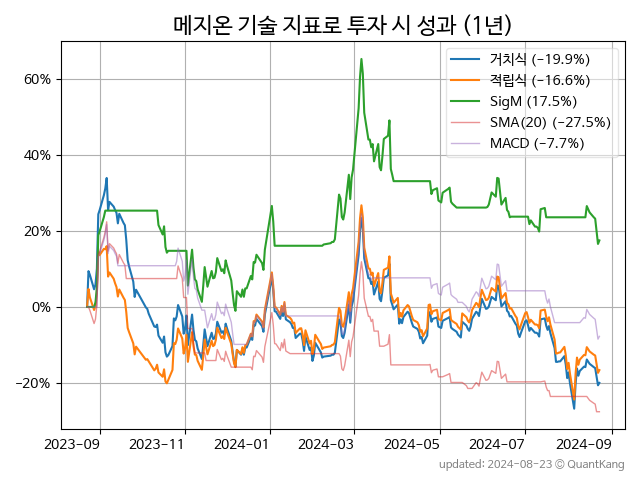 메지온 기술 지표로 투자 시 성과 (1년)
거치식 (−19.9%)
적립식 (−16.6%)
SigM (17.5%)
SMA(20) (−27.5%)
MACD (−7.7%)
60%
40%
20%
0%
−20%
2023-09 2023-11 2024-01 2024-03 2024-05 2024-07 2024-09
updated: 2024-08-23 © QuantKang